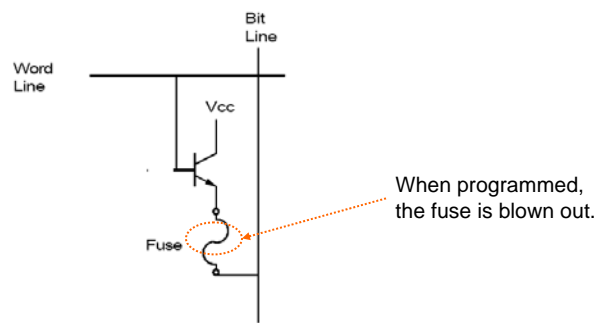 Bit
Line
Word
Line
Vcc
When programmed,
the fuse is blown out.
Fuse